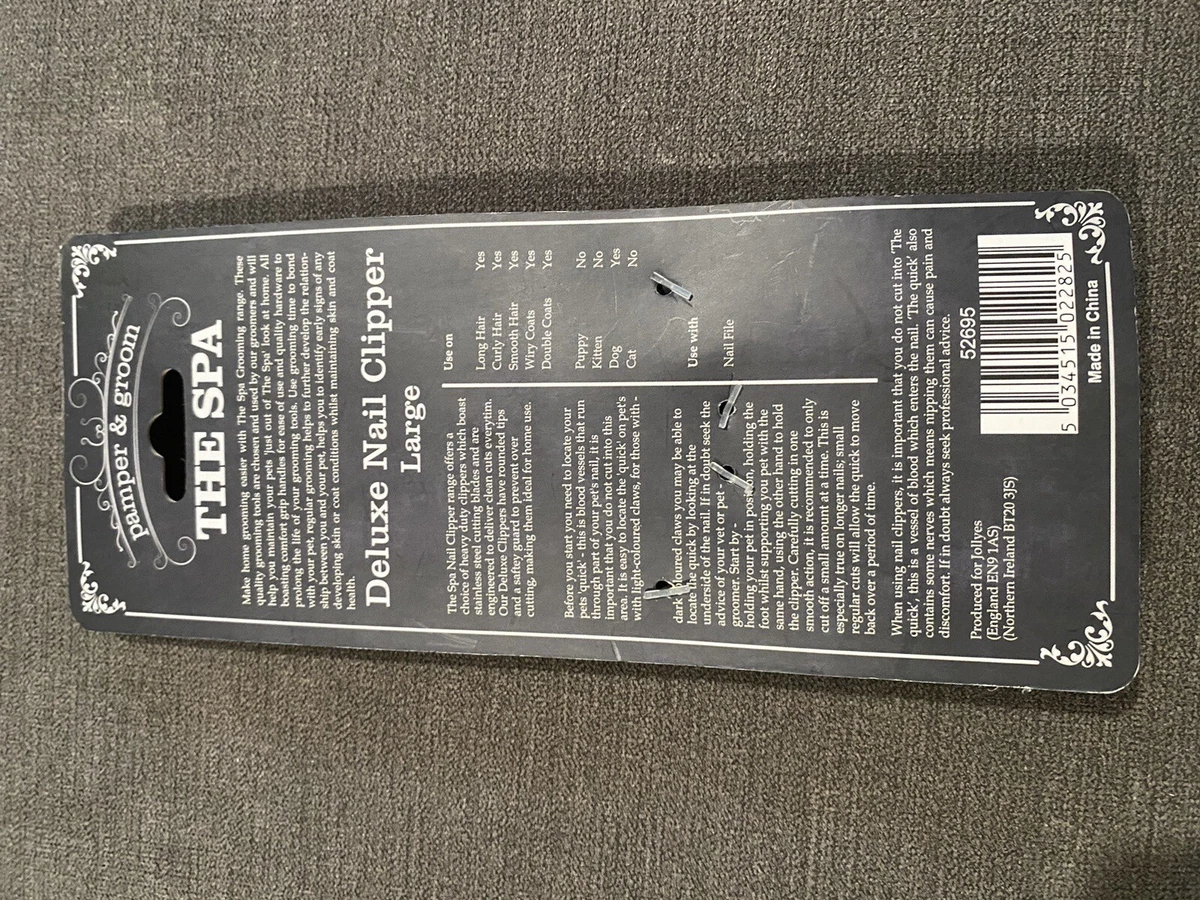 pamper & groom
THE SPA
Make home grooming easier with The Spa Grooming range. These
quality grooming tools are chosen and used by our groomers and will
help you maintain your pets 'just out of The Spa' look at home. All
boasting comfort grip handles for ease of use and quality hardware to
prolong the life of your grooming tools. Use grooming time to bond
with your pet, regular grooming helps to further develop the relation-
ship between you and your pet, helps you to identify early signs of any
developing skin or coat conditions whilst maintaining skin and coat
health.
Deluxe Nail Clipper
Large
The Spa Nail Clipper range offers a
choice of heavy duty clippers which boast
stainless steel cutting blades and are
engineered to deliver clean cuts everytim.
Our Deluxe Clippers have rounded tips
and a saftey guard to prevent over
cutting, making them ideal for home use.
Before you start you need to locate your
pets 'quick' - this is blood vessels that run
through part of your pet's nail, it is
important that you do not cut into this
area. It is easy to locate the 'quick' on pet's
with light-coloured claws, for those with -
dark coloured claws you may be able to
locate the quick by looking at the
underside of the nail. If in doubt seek the
advice of your vet or pet
groomer. Start by -
holding your pet in position, holding the
foot whilst supporting you pet with the
same hand, using the other hand to hold
the clipper. Carefully cutting in one
smooth action, it is recommended to only
cut off a small amount at a time. This is
especially true on longer nails; small
regular cuts will allow the quick to move
back over a period of time.
Use on
Long Hair Yes
Curly Hair Yes
Smooth Hair Yes
Wiry Coats Yes
Double Coats Yes
Puppy No
Kitten No
Dog Yes
Cat No
Use with
Nail File
When using nail clippers, it is important that you do not cut into 'The
quick', this is a vessel of blood which enters the nail. 'The quick' also
contains some nerves which means nipping them can cause pain and
discomfort. If in doubt always seek professional advice.
Produced for Jollyes
(England EN9 1AS)
(Northern Ireland BT20 3JS)
52695
5 034515 022825
Made in China